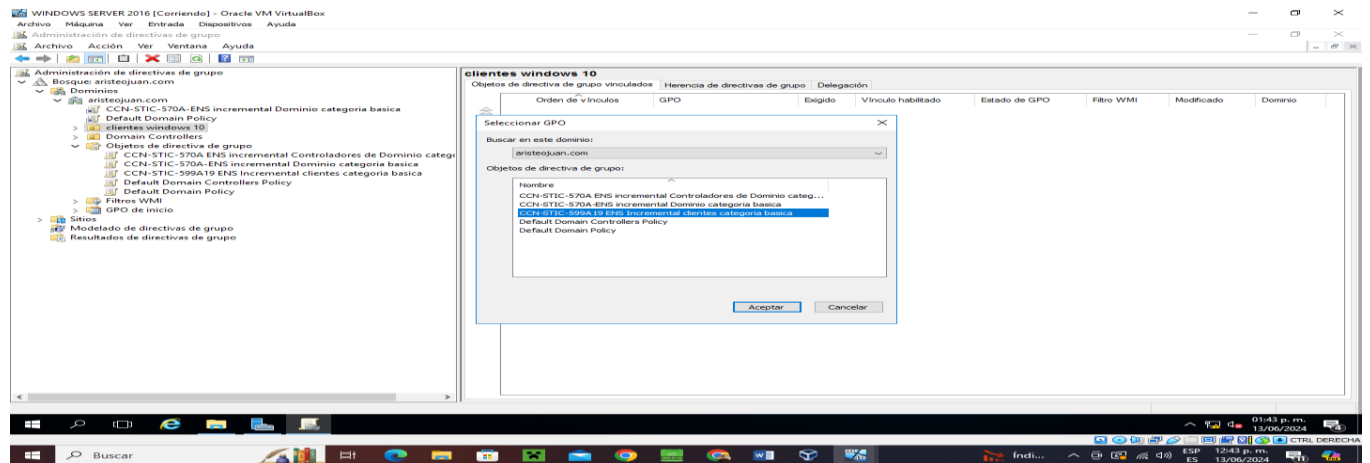 WINDOWS SERVER 2016 [Corriendo] - Oracle VM VirtualBox
Archivo Máquina Ver Entrada Dispositivos Ayuda
Administración de directivas de grupo
Archivo Acción Ver Ventana Ayuda
Administración de directivas de grupo
Bosque: aristeojuan.com
Dominios
aristeojuan.com
CCN-STIC-570A-ENS incremental Dominio categoria basica
Default Domain Policy
clientes windows 10
Domain Controllers
Objetos de directiva de grupo
CCN-STIC-570A ENS incremental Controladores de Dominio categ
CCN-STIC-570A-ENS incremental Dominio categoria basica
CCN-STIC-599A19 ENS Incremental clientes categoria basica
Default Domain Controllers Policy
Default Domain Policy
Filtros WMI
GPO de inicio
Sitios
Modelado de directivas de grupo
Resultados de directivas de grupo
clientes windows 10
Objetos de directiva de grupo vinculados Herencia de directivas de grupo Delegación
Orden de vínculos GPO Exigido Vínculo habilitado Estado de GPO Filtro WMI Modificado Dominio
Seleccionar GPO
Buscar en este dominio:
aristeojuan.com
Objetos de directiva de grupo:
Nombre
CCN-STIC-570A ENS incremental Controladores de Dominio categ...
CCN-STIC-570A-ENS incremental Dominio categoria basica
CCN-STIC-599A19 ENS Incremental clientes categoria basica
Default Domain Controllers Policy
Default Domain Policy
Aceptar Cancelar
01:43 p. m.
13/06/2024
CTRL DERECHA
Buscar
Índi...
ESP
ES
12:43 p. m.
13/06/2024